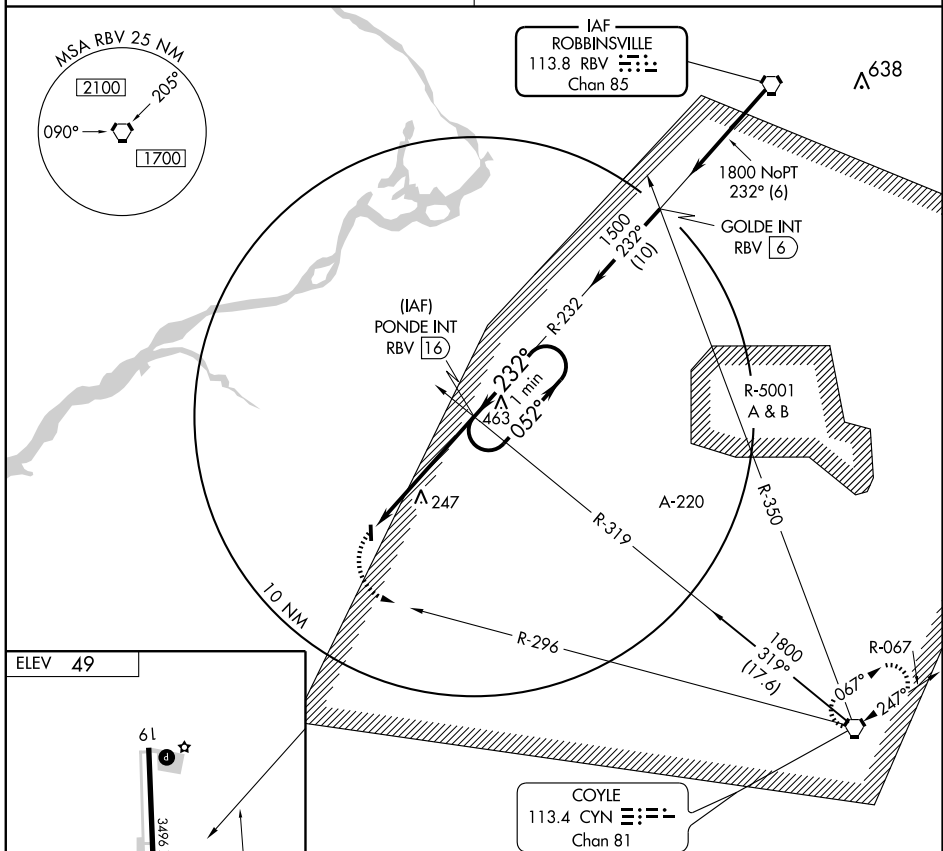 MSA RBV 25 NM
2100
205°
090°
1700
IAF
ROBBINSVILLE
113.8 RBV
Chan 85
638
1800 NoPT
232° (6)
GOLDE INT
RBV 6
1500
232°
(10)
R-232
(IAF)
PONDE INT
RBV 16
232°
1 min
052°
463
247
R-5001
A & B
A-220
R-350
R-319
10 NM
R-296
1800
319°
(17.6)
R-067
067°
247°
COYLE
113.4 CYN
Chan 81
ELEV 49
19
P
3496